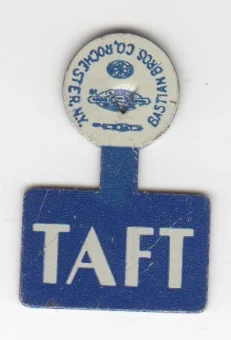 BASTIAN BROS CO, ROCHESTER, N.Y.
TAFT